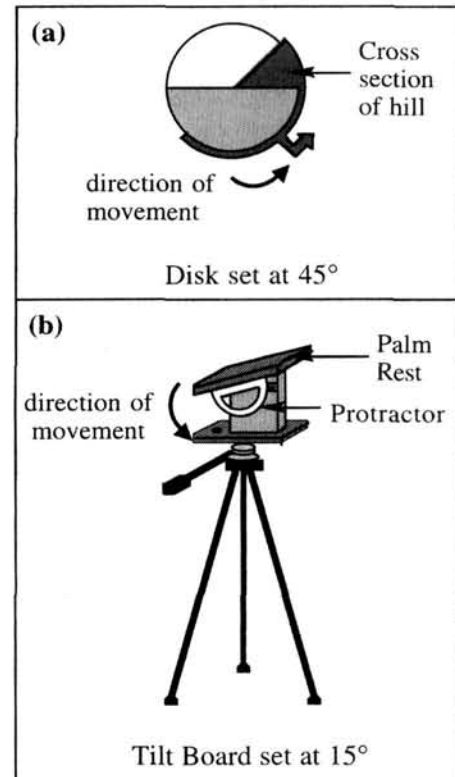 (a)
Cross
section
of hill
direction of
movement
Disk set at 45°
(b)
Palm
Rest
direction of
movement
Protractor
Tilt Board set at 15°